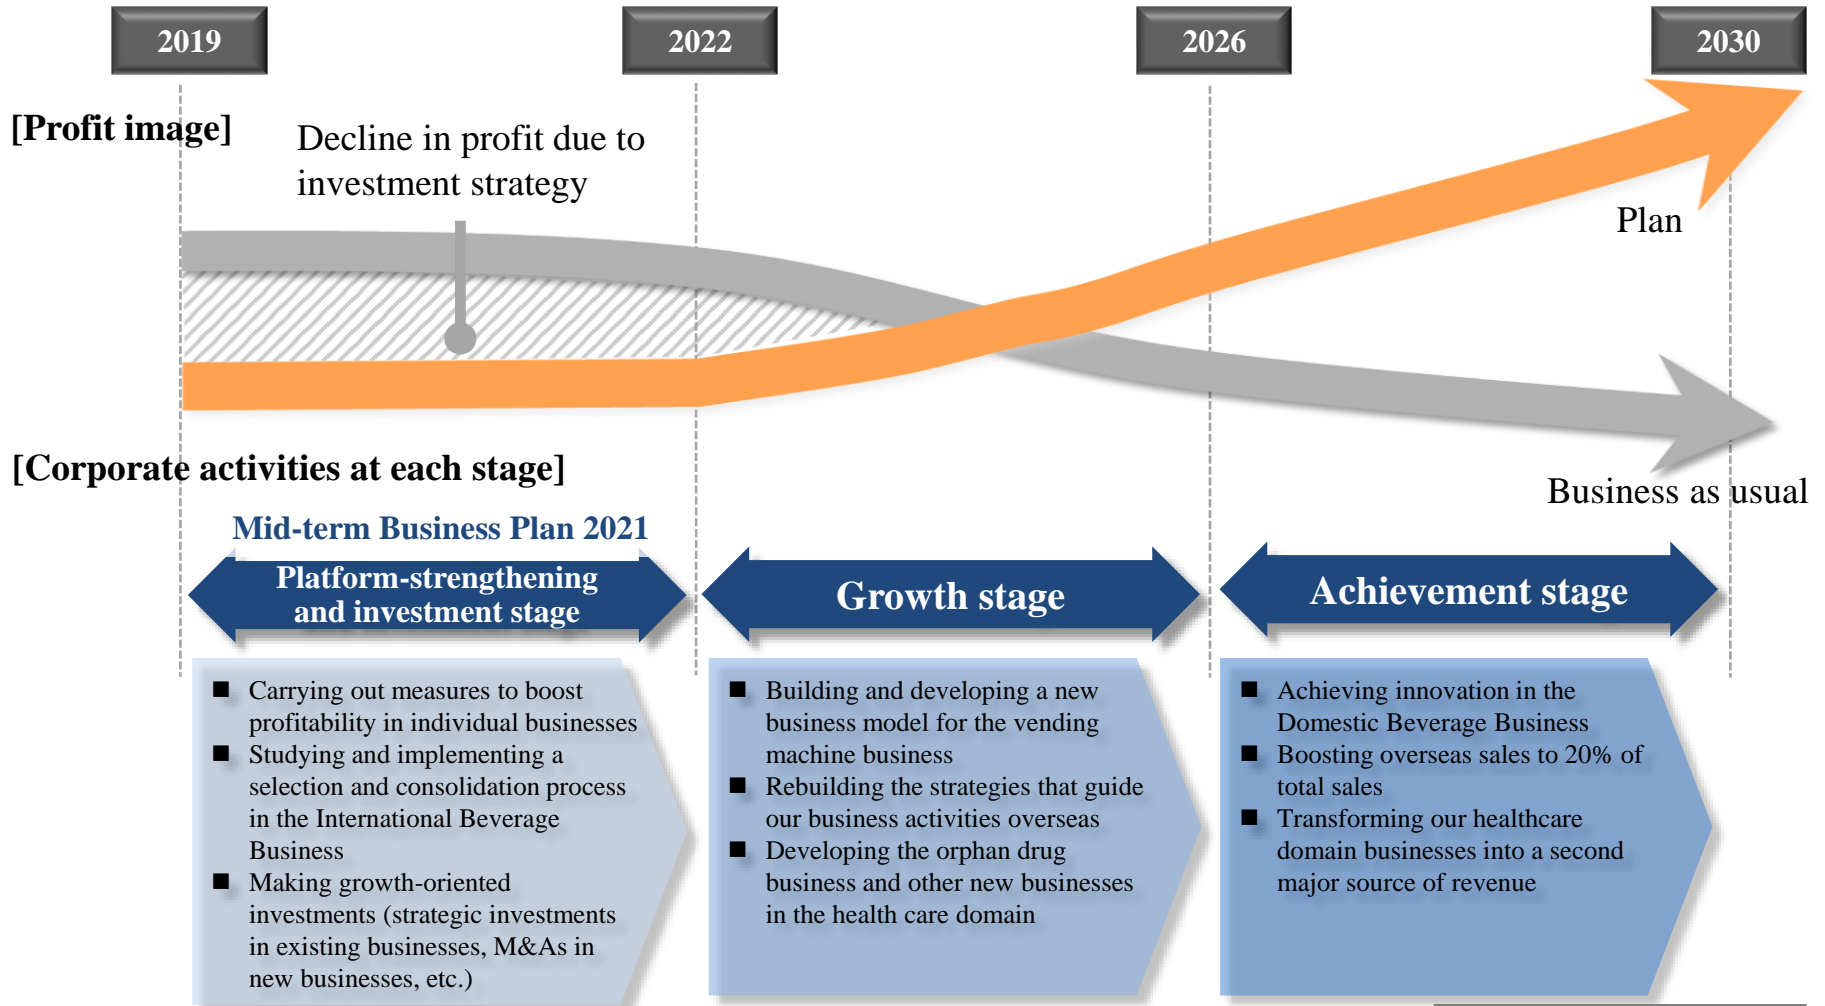 2019
2022
2026
2030
[Profit image]
Decline in profit due to
investment strategy
Plan
Business as usual
[Corporate activities at each stage]
Mid-term Business Plan 2021
Platform-strengthening
and investment stage
Growth stage
Achievement stage
■ Carrying out measures to boost
profitability in individual businesses
■ Studying and implementing a
selection and consolidation process
in the International Beverage
Business
■ Making growth-oriented
investments (strategic investments
in existing businesses, M&As in
new businesses, etc.)
■ Building and developing a new
business model for the vending
machine business
■ Rebuilding the strategies that guide
our business activities overseas
■ Developing the orphan drug
business and other new businesses
in the health care domain
■ Achieving innovation in the
Domestic Beverage Business
■ Boosting overseas sales to 20% of
total sales
■ Transforming our healthcare
domain businesses into a second
major source of revenue